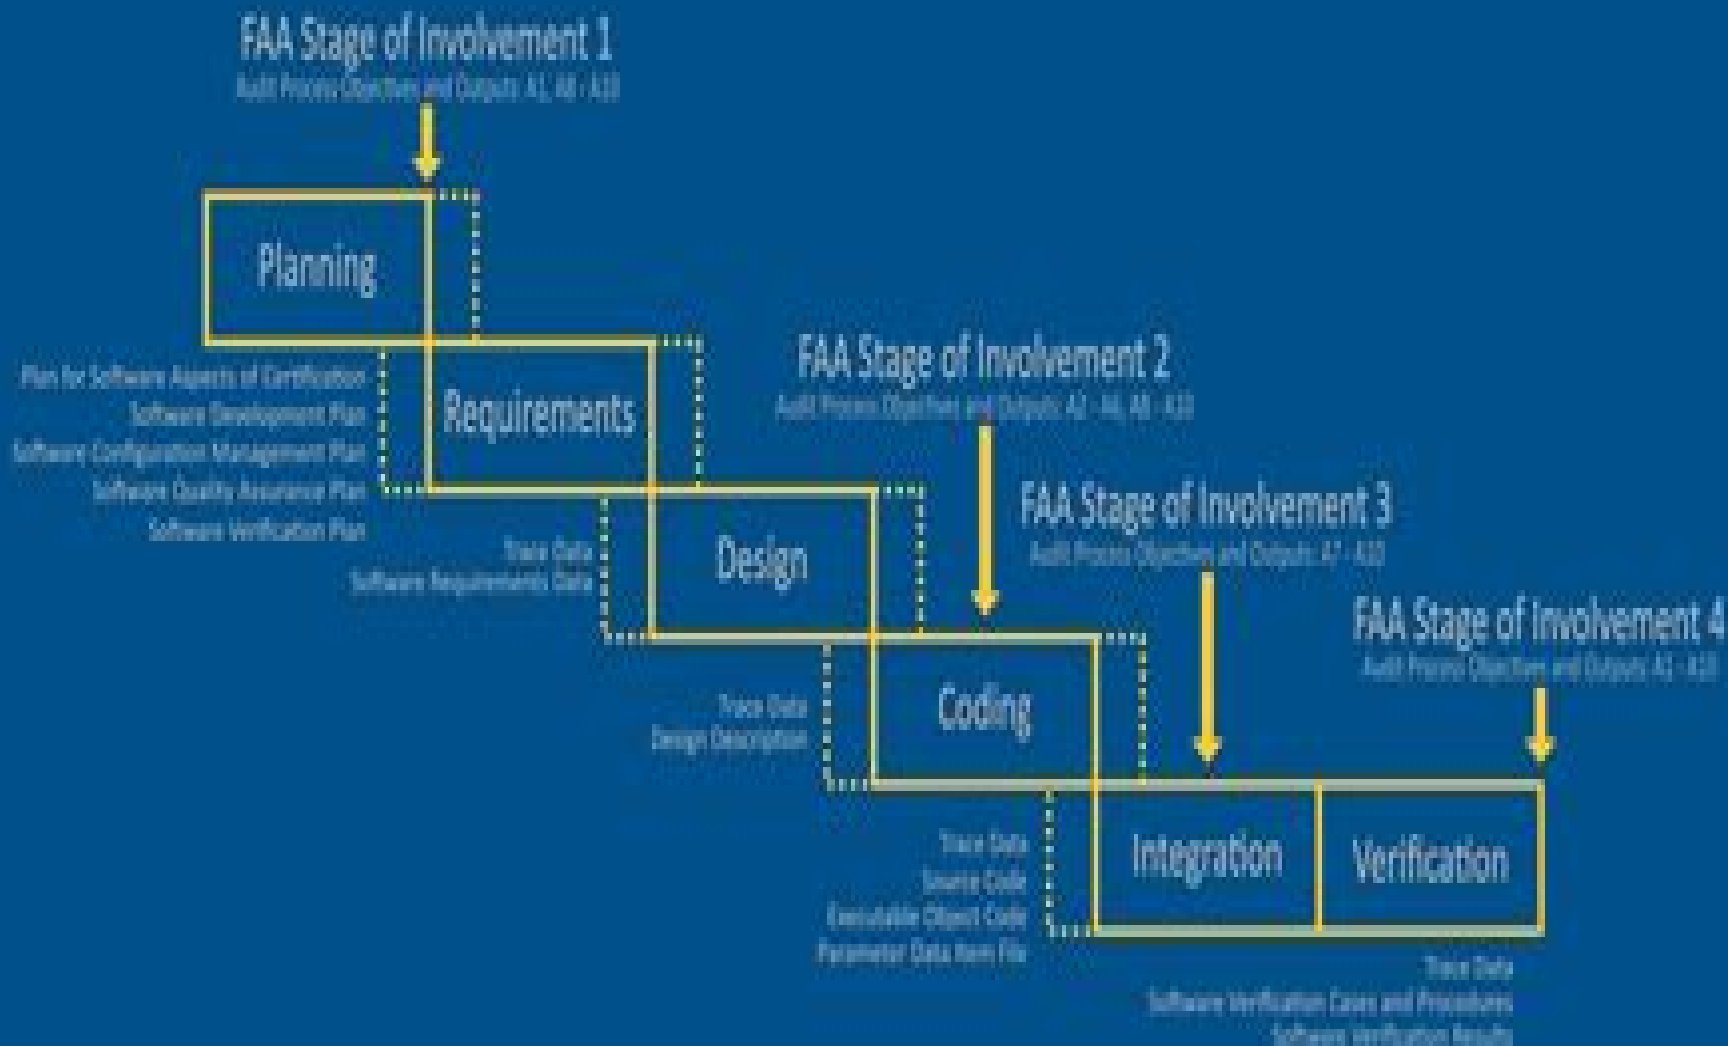 FAA Stage of Involvement 1
Audit Process Objectives and Outputs: A1, A8 - A10
Planning
Plan for Software Aspects of Certification
Software Development Plan
Software Configuration Management Plan
Software Quality Assurance Plan
Software Verification Plan
Requirements
FAA Stage of Involvement 2
Audit Process Objectives and Outputs: A2 - A6, A8 - A10
Trace Data
Software Requirements Data
Design
FAA Stage of Involvement 3
Audit Process Objectives and Outputs: A7 - A10
Trace Data
Design Description
Coding
FAA Stage of Involvement 4
Audit Process Objectives and Outputs: A1 - A10
Trace Data
Source Code
Executable Object Code
Parameter Data Item File
Integration
Verification
Trace Data
Software Verification Cases and Procedures
Software Verification Results